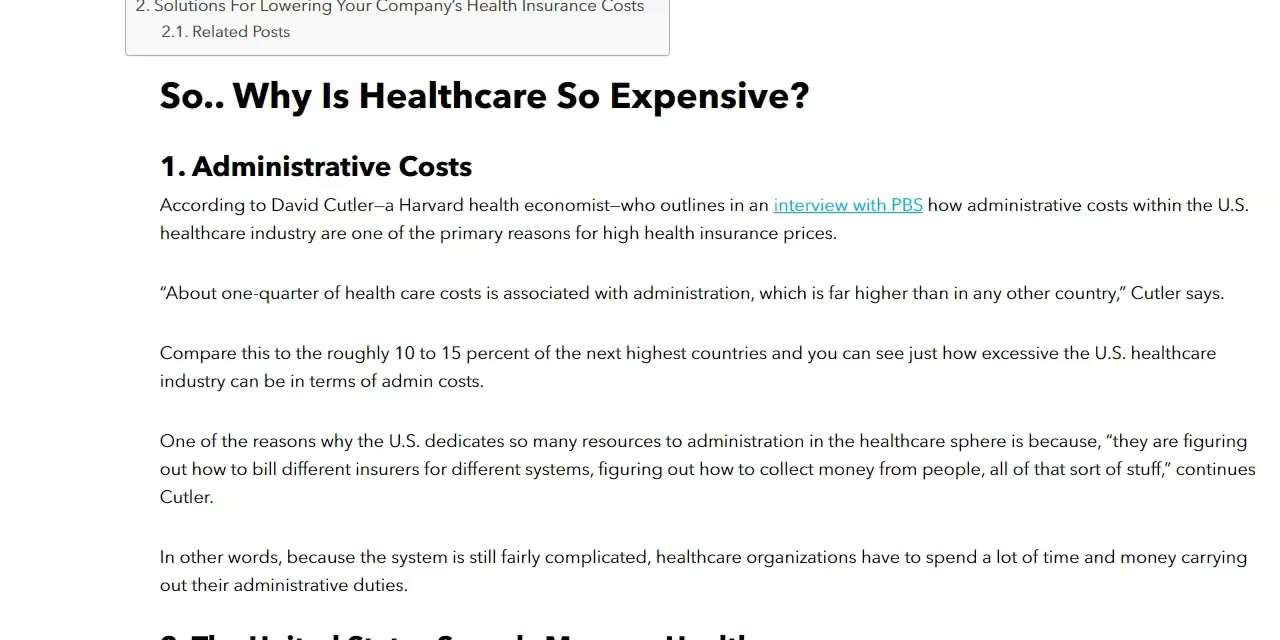 2. Solutions For Lowering Your Company's Health Insurance Costs
2.1. Related Posts
So.. Why Is Healthcare So Expensive?
1. Administrative Costs
According to David Cutler—a Harvard health economist—who outlines in an interview with PBS how administrative costs within the U.S.
healthcare industry are one of the primary reasons for high health insurance prices.
“About one-quarter of health care costs is associated with administration, which is far higher than in any other country,” Cutler says.
Compare this to the roughly 10 to 15 percent of the next highest countries and you can see just how excessive the U.S. healthcare
industry can be in terms of admin costs.
One of the reasons why the U.S. dedicates so many resources to administration in the healthcare sphere is because, “they are figuring
out how to bill different insurers for different systems, figuring out how to collect money from people, all of that sort of stuff,” continues
Cutler.
In other words, because the system is still fairly complicated, healthcare organizations have to spend a lot of time and money carrying
out their administrative duties.